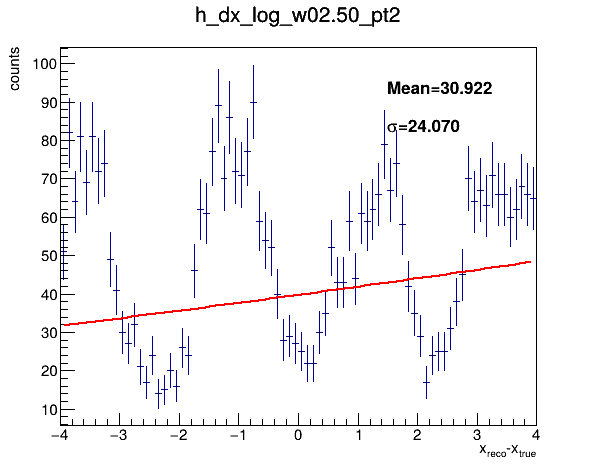 h_dx_log_w02.50_pt2
counts
Mean=30.922
σ=24.070
100
90
80
70
60
50
40
30
20
10
−4 −3 −2 −1 0 1 2 3 4
x_reco-x_true